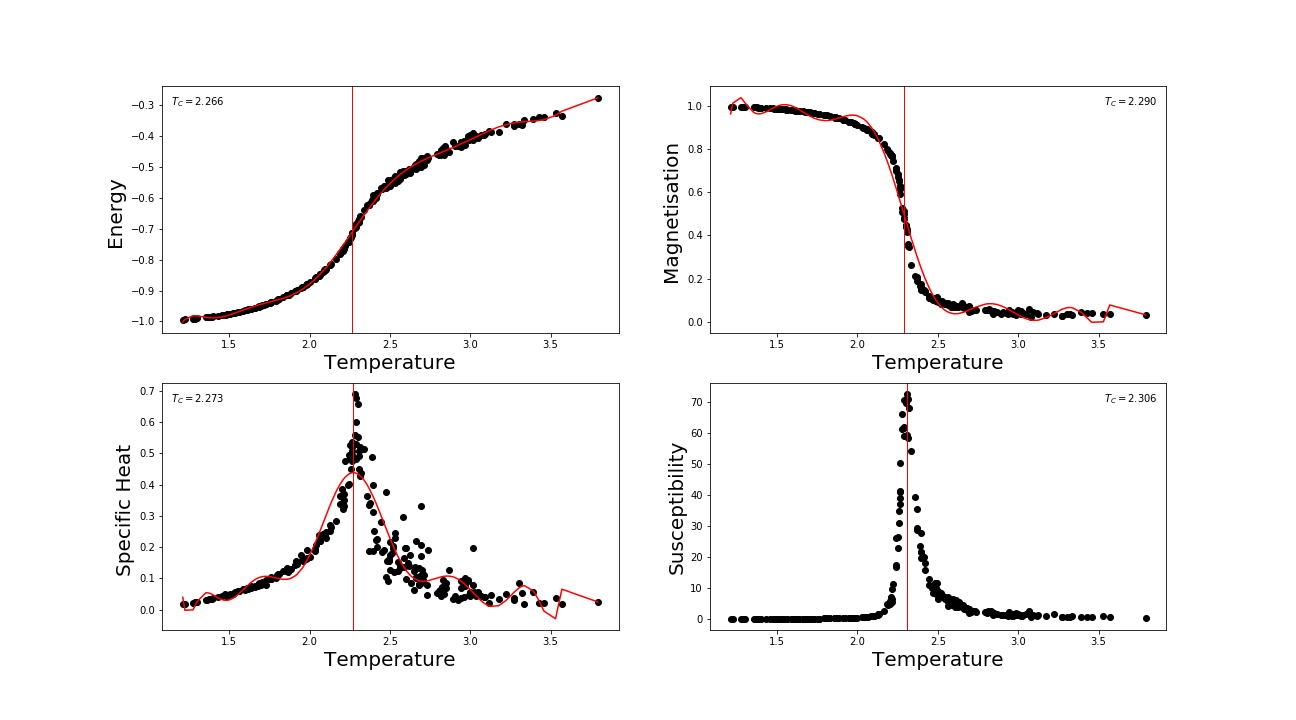 T_C = 2.266
Energy
−0.3
−0.4
−0.5
−0.6
−0.7
−0.8
−0.9
−1.0
1.5 2.0 2.5 3.0 3.5
Temperature
T_C = 2.290
Magnetisation
1.0
0.8
0.6
0.4
0.2
0.0
1.5 2.0 2.5 3.0 3.5
Temperature
T_C = 2.273
Specific Heat
0.7
0.6
0.5
0.4
0.3
0.2
0.1
0.0
1.5 2.0 2.5 3.0 3.5
Temperature
T_C = 2.306
Susceptibility
70
60
50
40
30
20
10
0
1.5 2.0 2.5 3.0 3.5
Temperature